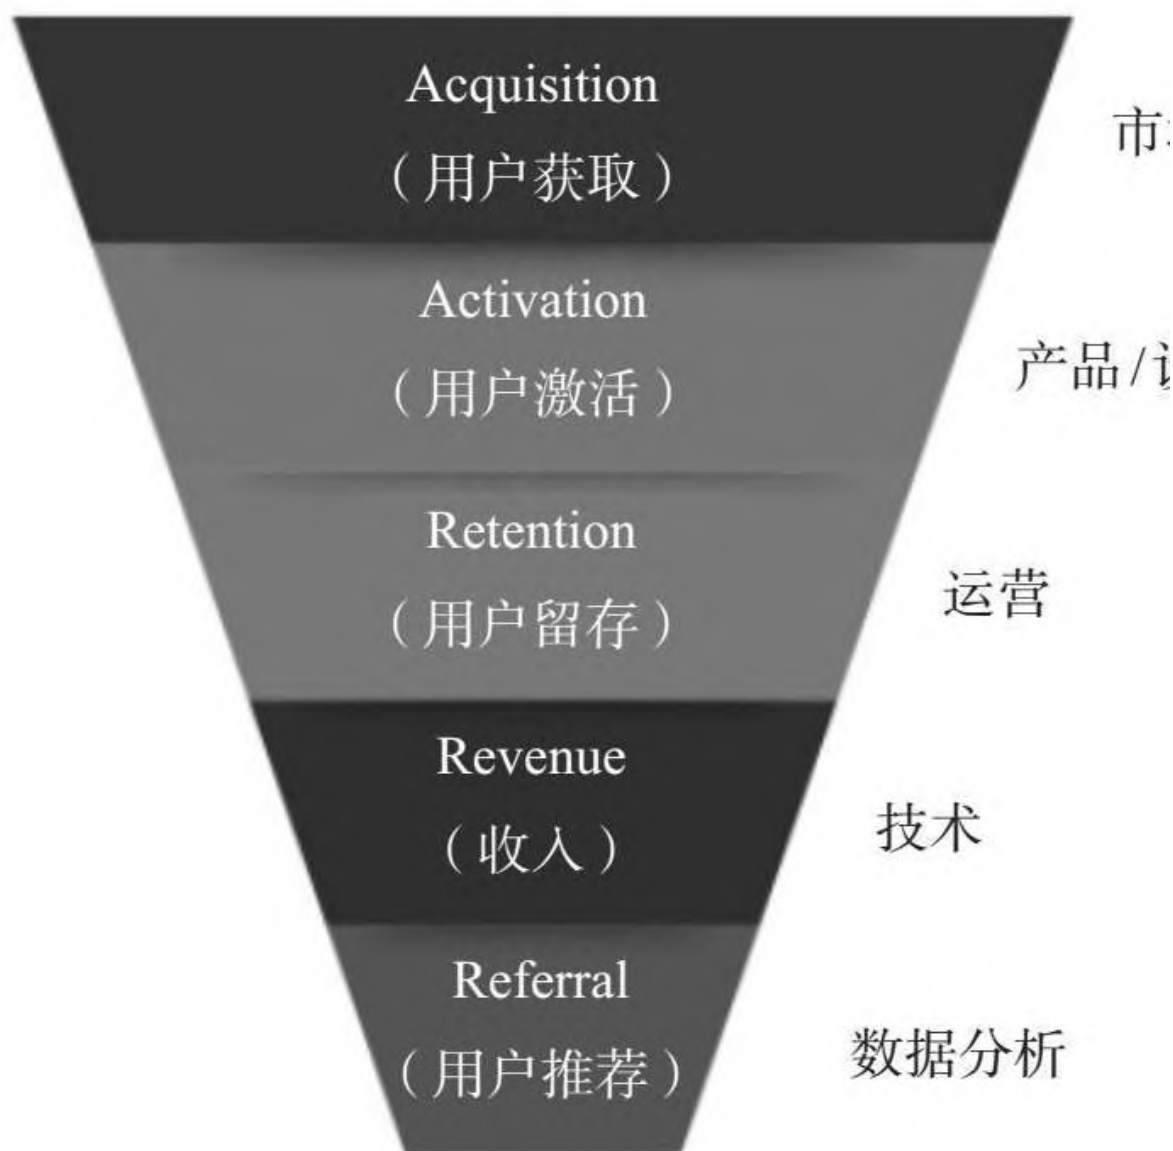 Acquisition
（用户获取）
市
Activation
（用户激活）
产品/
Retention
（用户留存）
运营
Revenue
（收入）
技术
Referral
（用户推荐）
数据分析